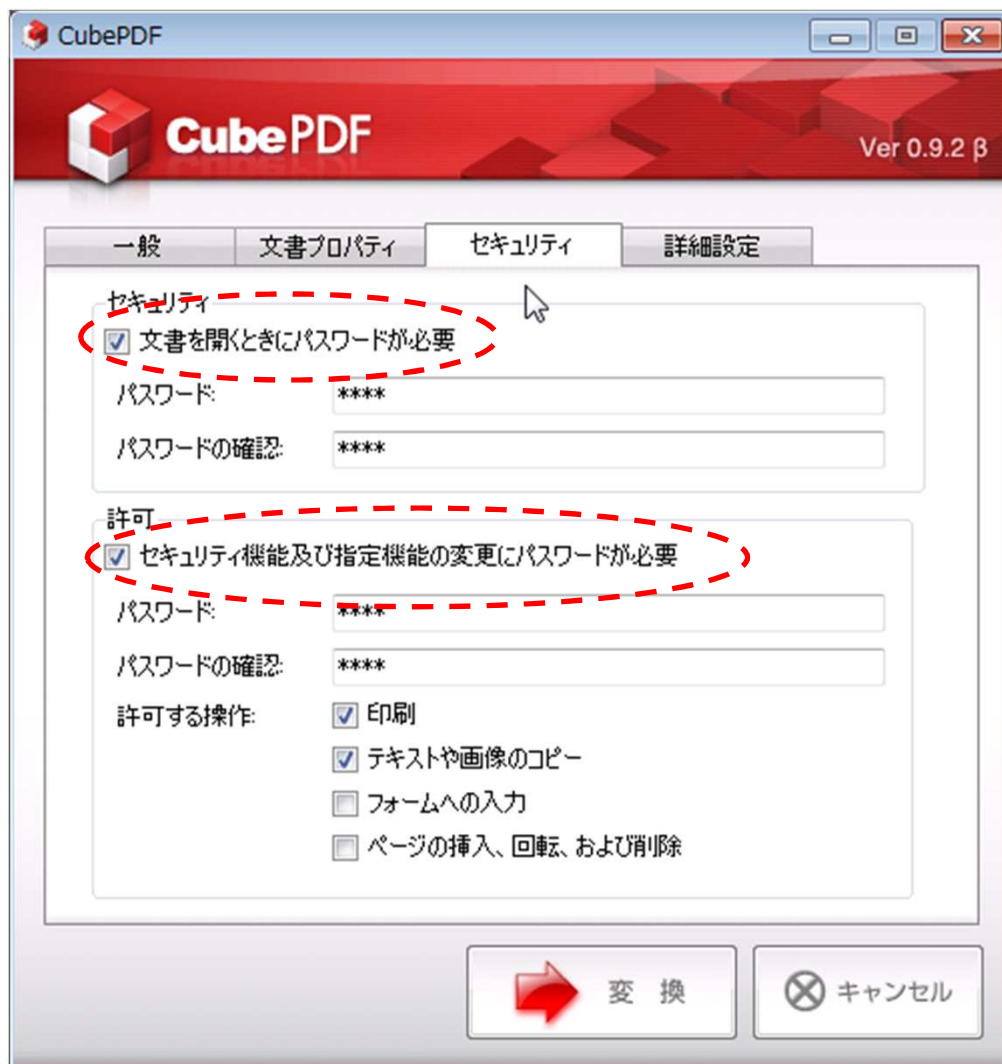 CubePDF
CubePDF
Ver 0.9.2 β
一般 文書プロパティ セキュリティ 詳細設定
セキュリティ
文書を開くときにパスワードが必要
パスワード: ****
パスワードの確認: ****
許可
セキュリティ機能及び指定機能の変更にパスワードが必要
パスワード: ****
パスワードの確認: ****
許可する操作: 印刷
テキストや画像のコピー
フォームへの入力
ページの挿入、回転、および削除
変 換 キャンセル